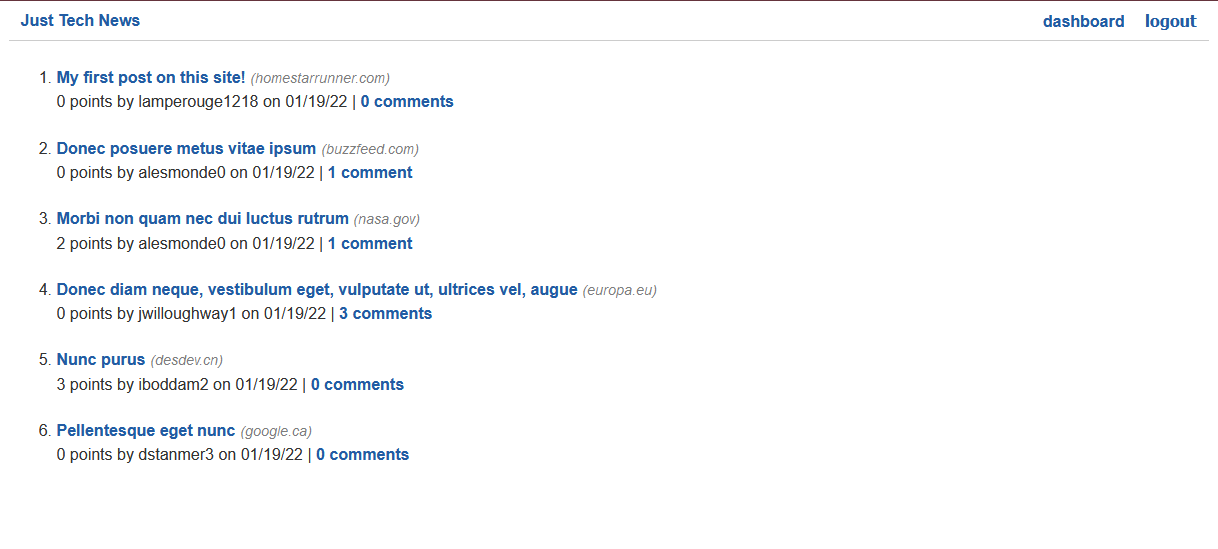 Just Tech News dashboard logout
1. My first post on this site! (homestarrunner.com)
0 points by lamperouge1218 on 01/19/22 | 0 comments
2. Donec posuere metus vitae ipsum (buzzfeed.com)
0 points by alesmonde0 on 01/19/22 | 1 comment
3. Morbi non quam nec dui luctus rutrum (nasa.gov)
2 points by alesmonde0 on 01/19/22 | 1 comment
4. Donec diam neque, vestibulum eget, vulputate ut, ultrices vel, augue (europa.eu)
0 points by jwilloughway1 on 01/19/22 | 3 comments
5. Nunc purus (desdev.cn)
3 points by iboddam2 on 01/19/22 | 0 comments
6. Pellentesque eget nunc (google.ca)
0 points by dstanmer3 on 01/19/22 | 0 comments